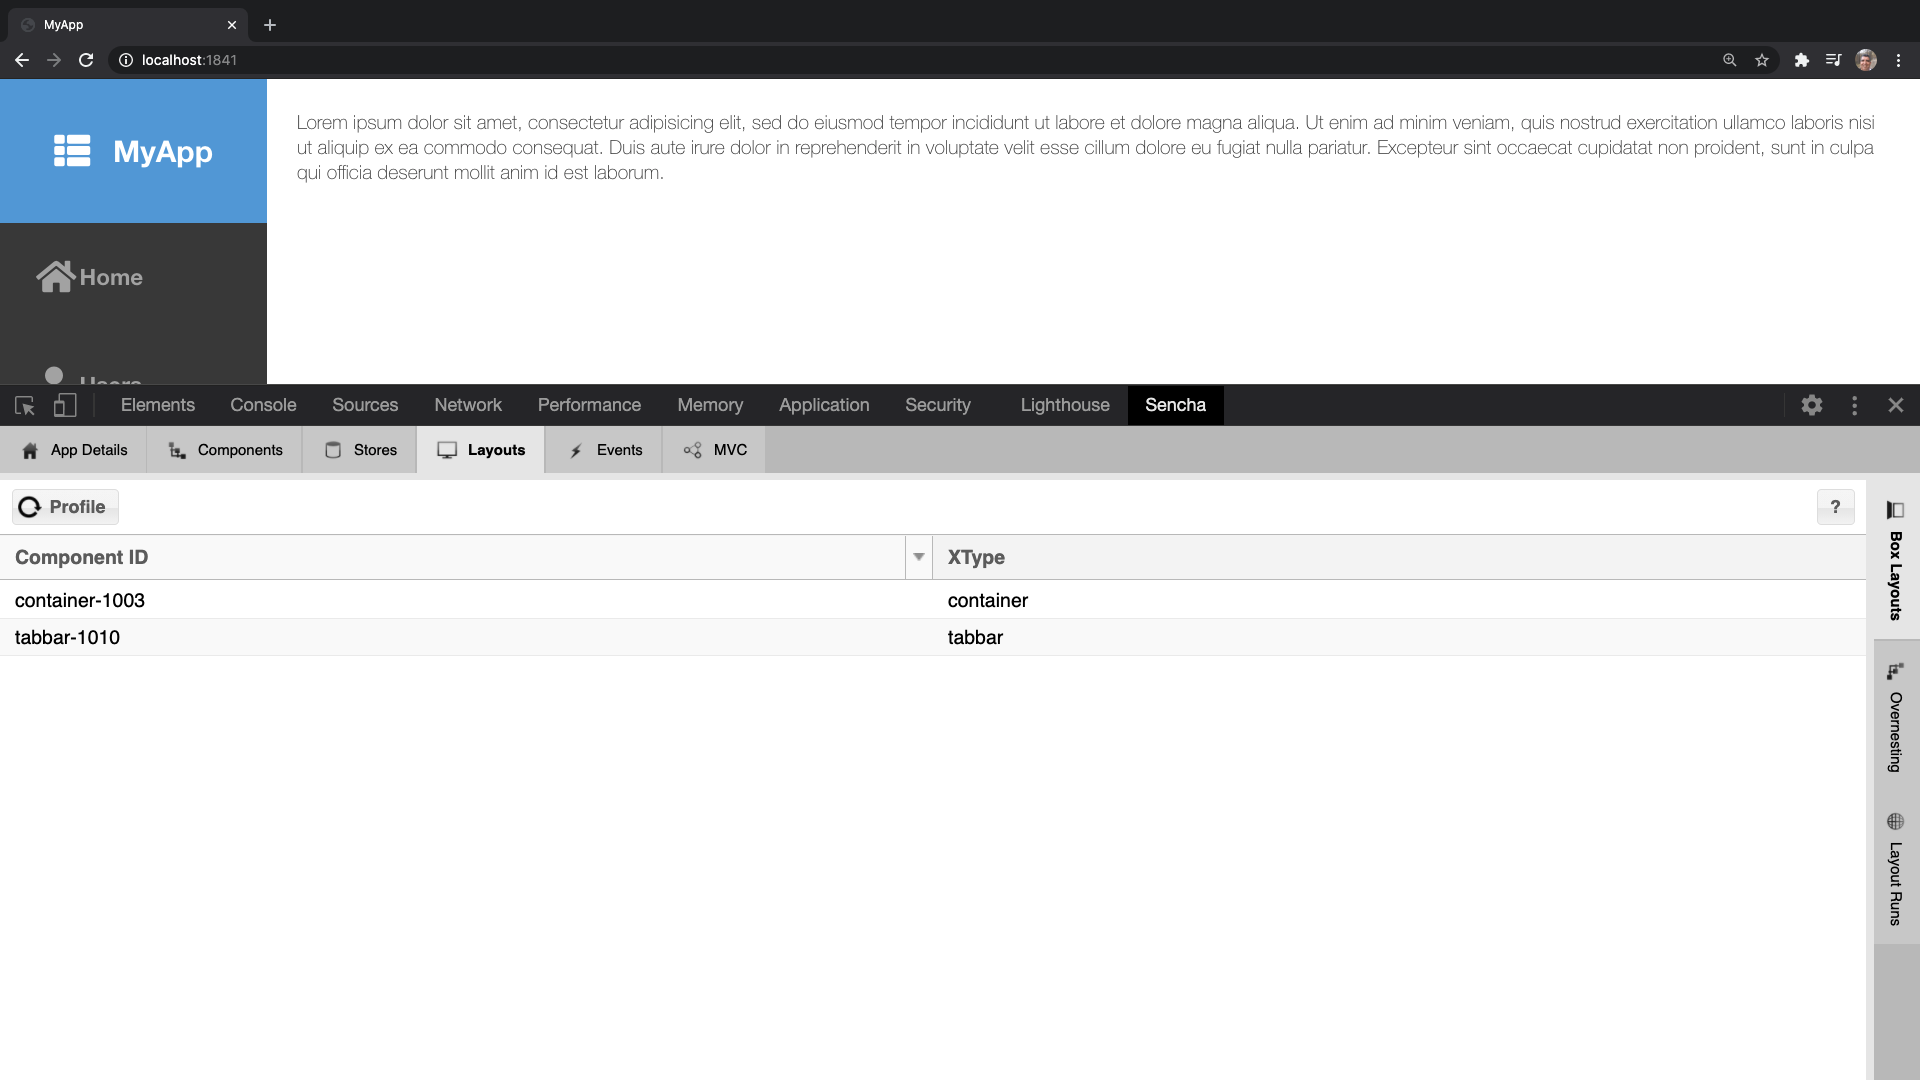 MyApp
localhost:1841
MyApp
Lorem ipsum dolor sit amet, consectetur adipisicing elit, sed do eiusmod tempor incididunt ut labore et dolore magna aliqua. Ut enim ad minim veniam, quis nostrud exercitation ullamco laboris nisi
ut aliquip ex ea commodo consequat. Duis aute irure dolor in reprehenderit in voluptate velit esse cillum dolore eu fugiat nulla pariatur. Excepteur sint occaecat cupidatat non proident, sunt in culpa
qui officia deserunt mollit anim id est laborum.
Home
Users
Elements Console Sources Network Performance Memory Application Security Lighthouse Sencha
App Details Components Stores Layouts Events MVC
Profile ?
Component ID XType
container-1003 container
tabbar-1010 tabbar
Box Layouts
Overnesting
Layout Runs